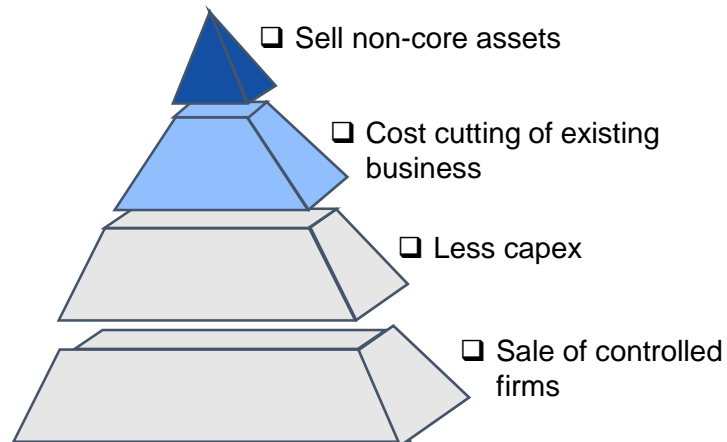 ❑ Sell non-core assets
❑ Cost cutting of existing
business
❑ Less capex
❑ Sale of controlled
firms